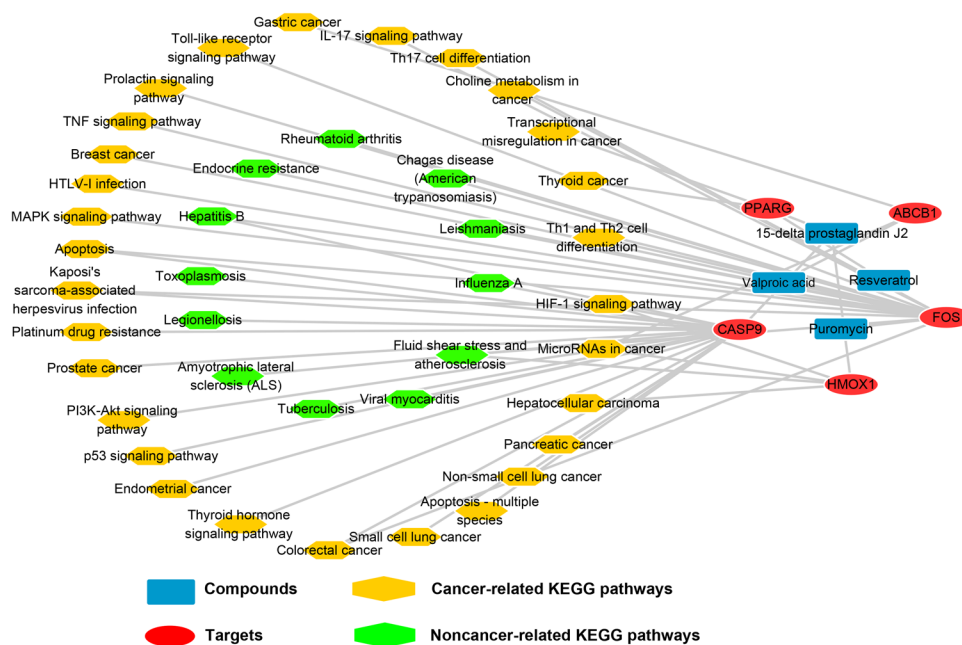 Gastric cancer
IL-17 signaling pathway
Toll-like receptor
signaling pathway
Th17 cell differentiation
Choline metabolism in
cancer
Prolactin signaling
pathway
TNF signaling pathway
Transcriptional
misregulation in cancer
Rheumatoid arthritis
Breast cancer
Endocrine resistance
Chagas disease
(American
trypanosomiasis)
Thyroid cancer
HTLV-I infection
PPARG
ABCB1
MAPK signaling pathway
Hepatitis B
Leishmaniasis
Th1 and Th2 cell
differentiation
15-delta prostaglandin J2
Apoptosis
Kaposi's
sarcoma-associated
herpesvirus infection
Toxoplasmosis
Influenza A
Valproic acid
Resveratrol
HIF-1 signaling pathway
Platinum drug resistance
Legionellosis
CASP9
Puromycin
FOS
Fluid shear stress and
atherosclerosis
MicroRNAs in cancer
Prostate cancer
Amyotrophic lateral
sclerosis (ALS)
HMOX1
PI3K-Akt signaling
pathway
Tuberculosis
Viral myocarditis
Hepatocellular carcinoma
p53 signaling pathway
Pancreatic cancer
Endometrial cancer
Non-small cell lung cancer
Apoptosis - multiple
species
Thyroid hormone
signaling pathway
Small cell lung cancer
Colorectal cancer
Compounds
Cancer-related KEGG pathways
Targets
Noncancer-related KEGG pathways